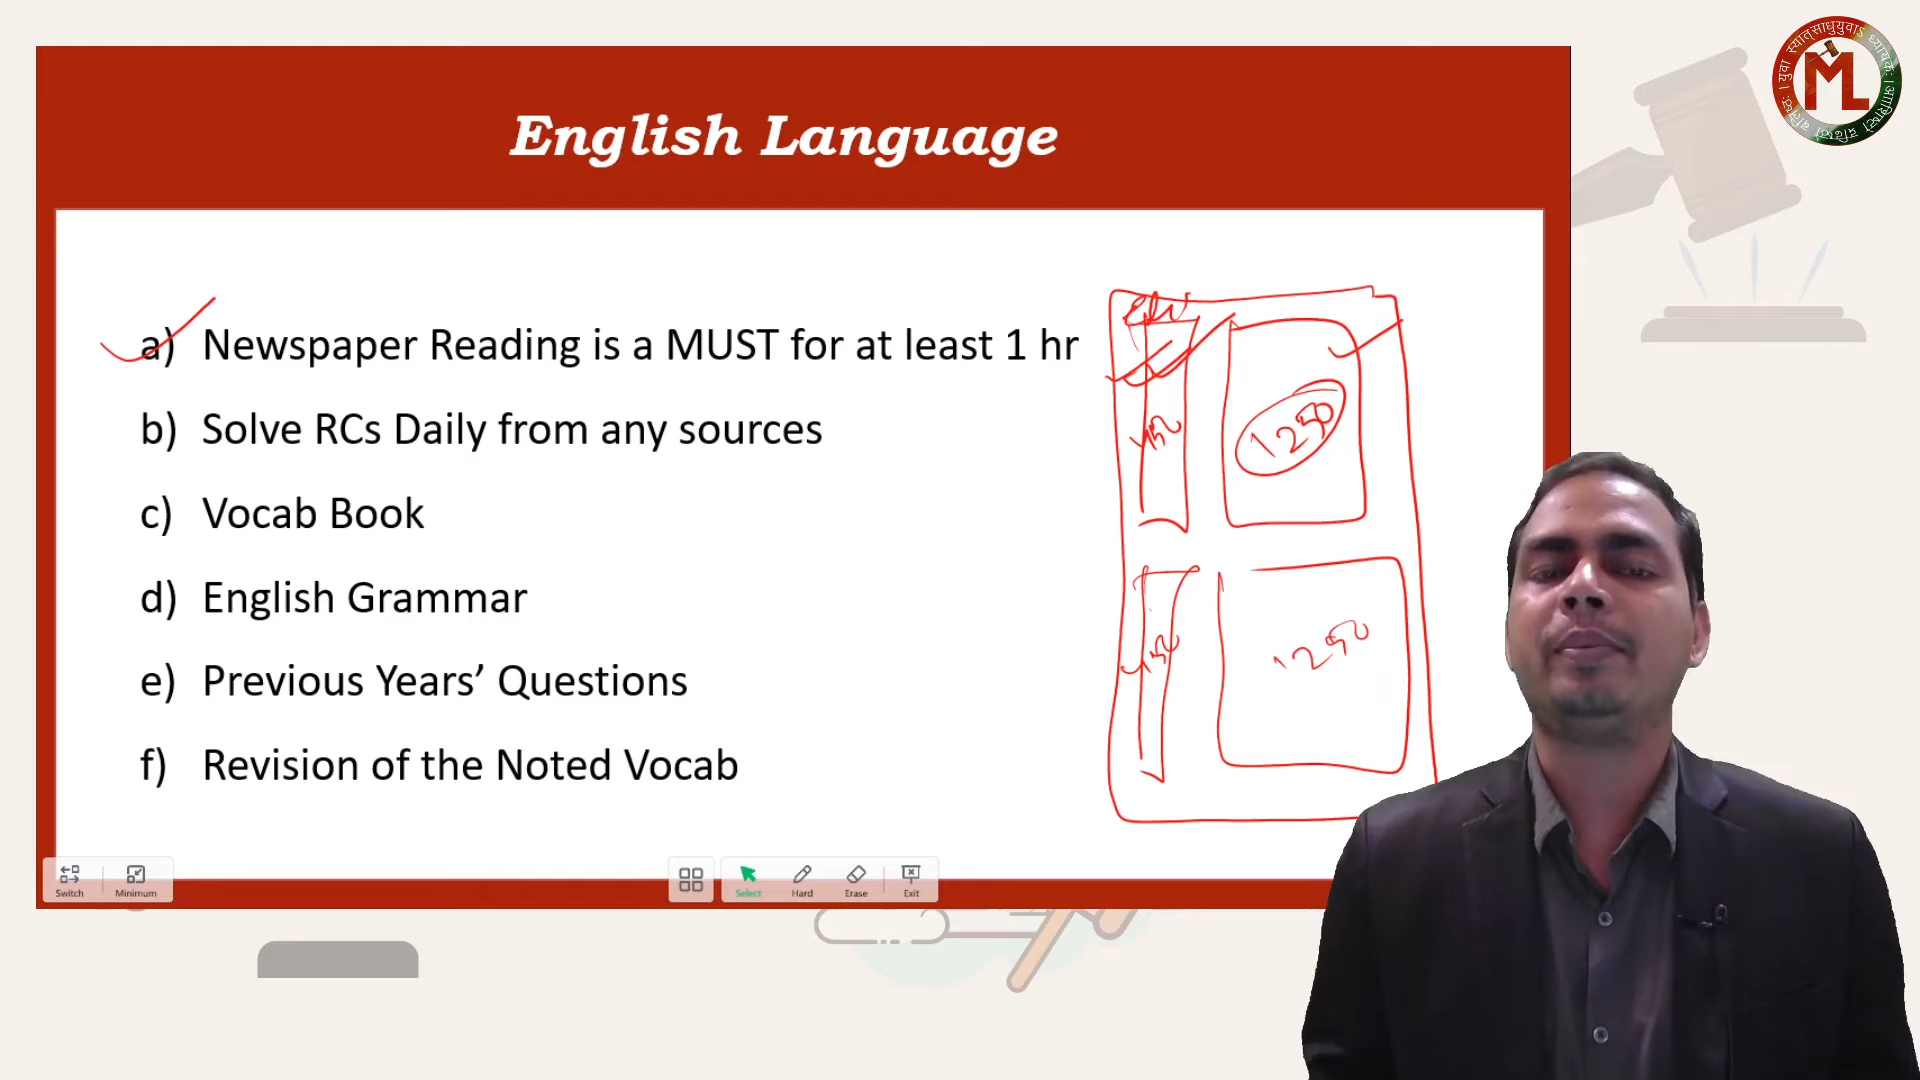 English Language
a) Newspaper Reading is a MUST for at least 1 hr
b) Solve RCs Daily from any sources
c) Vocab Book
d) English Grammar
e) Previous Years’ Questions
f) Revision of the Noted Vocab
1250
1250
Switch
Minimum
Select
Hard
Erase
Exit
ML